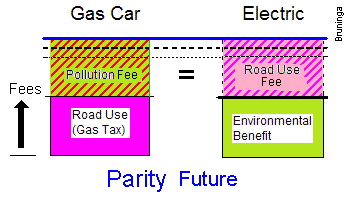 Gas Car
Electric
Bruninga
Pollution Fee
=
Road Use
Fee
Fees
Road Use
(Gas Tax)
Environmental
Benefit
Parity Future